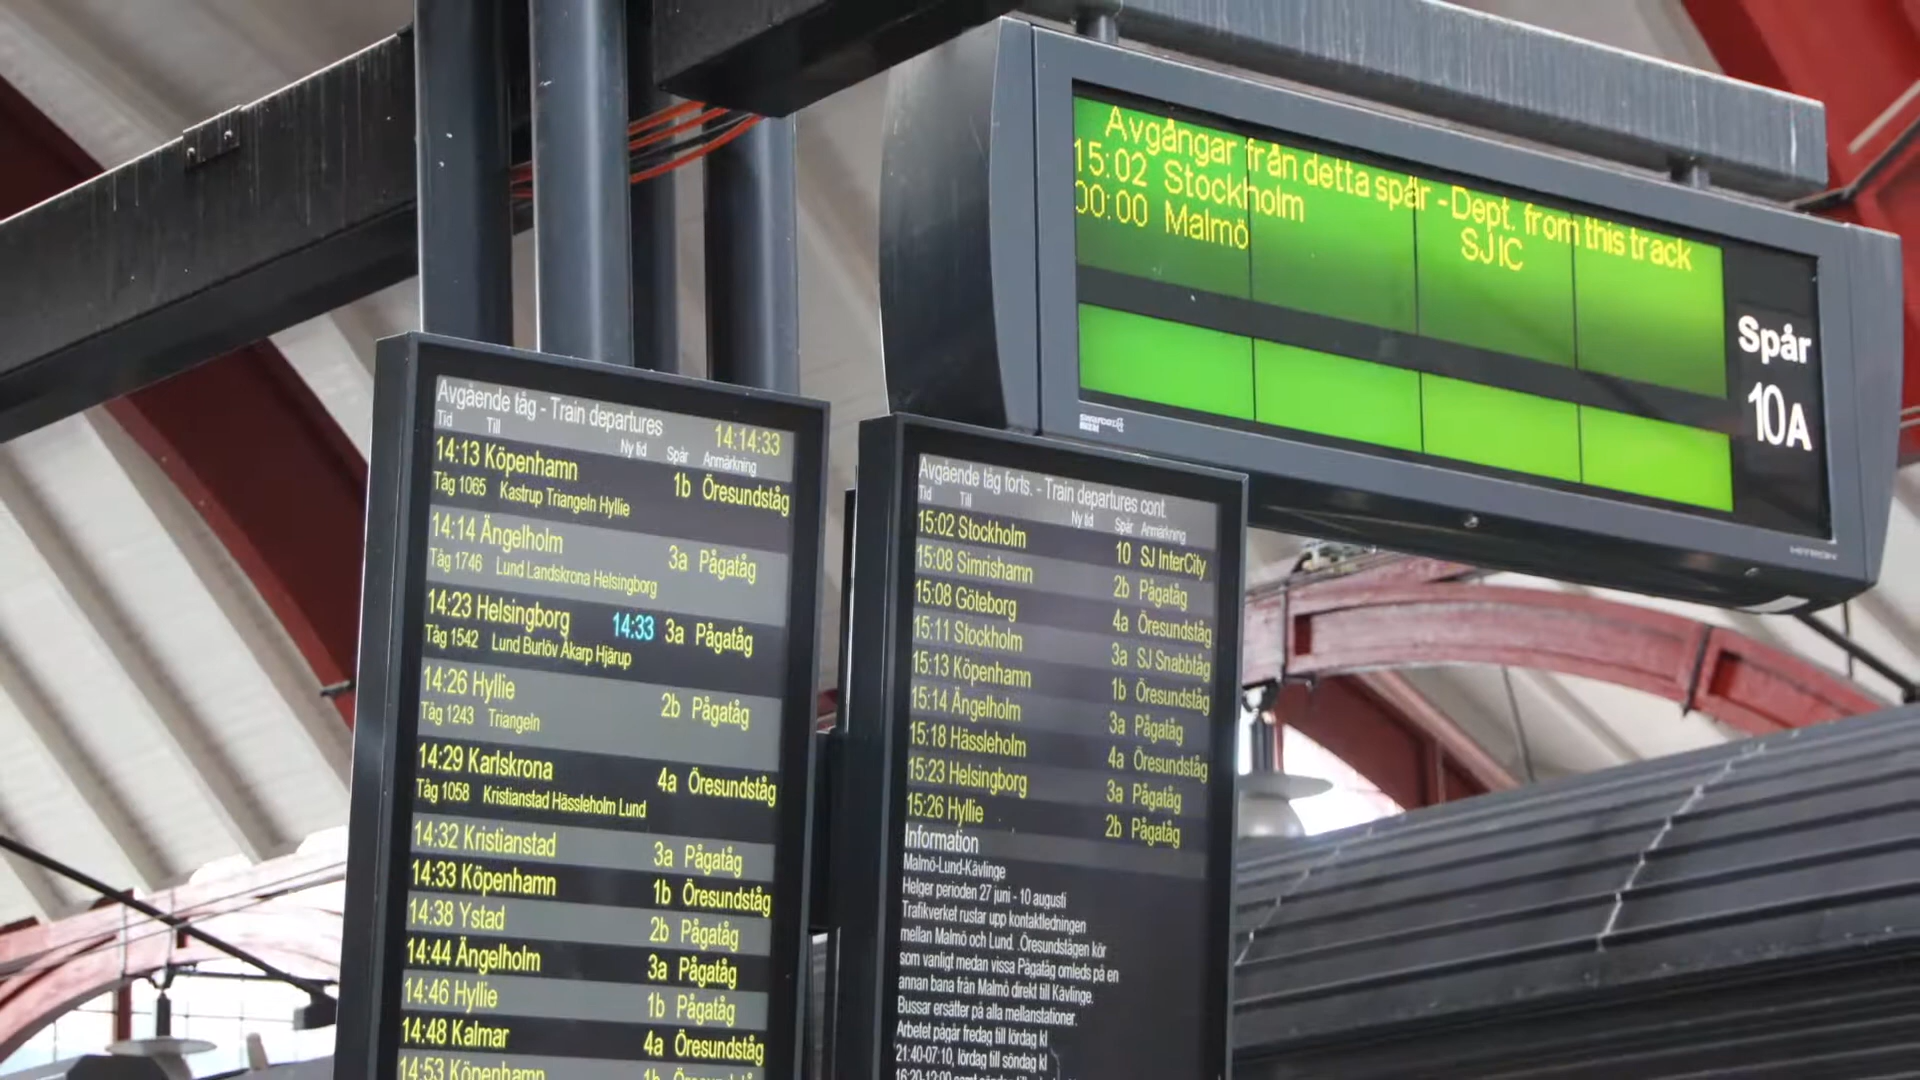 Avgångar från detta spår - Dept. from this track
15:02 Stockholm SJ IC
00:00 Malmö
Spår
10A
Avgående tåg - Train departures 14:14:33
Tid Till Ny tid Spår Anmärkning
14:13 Köpenhamn 1b Öresundståg
Tåg 1065 Kastrup Triangeln Hyllie
14:14 Ängelholm 3a Pågatåg
Tåg 1746 Lund Landskrona Helsingborg
14:23 Helsingborg 14:33 3a Pågatåg
Tåg 1542 Lund Burlöv Åkarp Hjärup
14:26 Hyllie 2b Pågatåg
Tåg 1243 Triangeln
14:29 Karlskrona 4a Öresundståg
Tåg 1058 Kristianstad Hässleholm Lund
14:32 Kristianstad 3a Pågatåg
14:33 Köpenhamn 1b Öresundståg
14:38 Ystad 2b Pågatåg
14:44 Ängelholm 3a Pågatåg
14:46 Hyllie 1b Pågatåg
14:48 Kalmar 4a Öresundståg
14:53 Köpenhamn 1b Öresundståg
Avgående tåg forts. - Train departures cont.
Tid Till Ny tid Spår Anmärkning
15:02 Stockholm 10 SJ InterCity
15:08 Simrishamn 2b Pågatåg
15:08 Göteborg 4a Öresundståg
15:11 Stockholm 3a SJ Snabbtåg
15:13 Köpenhamn 1b Öresundståg
15:14 Ängelholm 3a Pågatåg
15:18 Hässleholm 4a Öresundståg
15:23 Helsingborg 3a Pågatåg
15:26 Hyllie 2b Pågatåg
Information
Malmö-Lund-Kävlinge
Helger perioden 27 juni - 10 augusti
Trafikverket rustar upp kontaktledningen
mellan Malmö och Lund. .Öresundstågen kör
som vanligt medan vissa Pågatåg omleds på en
annan bana från Malmö direkt till Kävlinge.
Bussar ersätter på alla mellanstationer.
Arbetet pågår fredag till lördag kl
21:40-07:10, lördag till söndag kl
16:20-12:00 samt